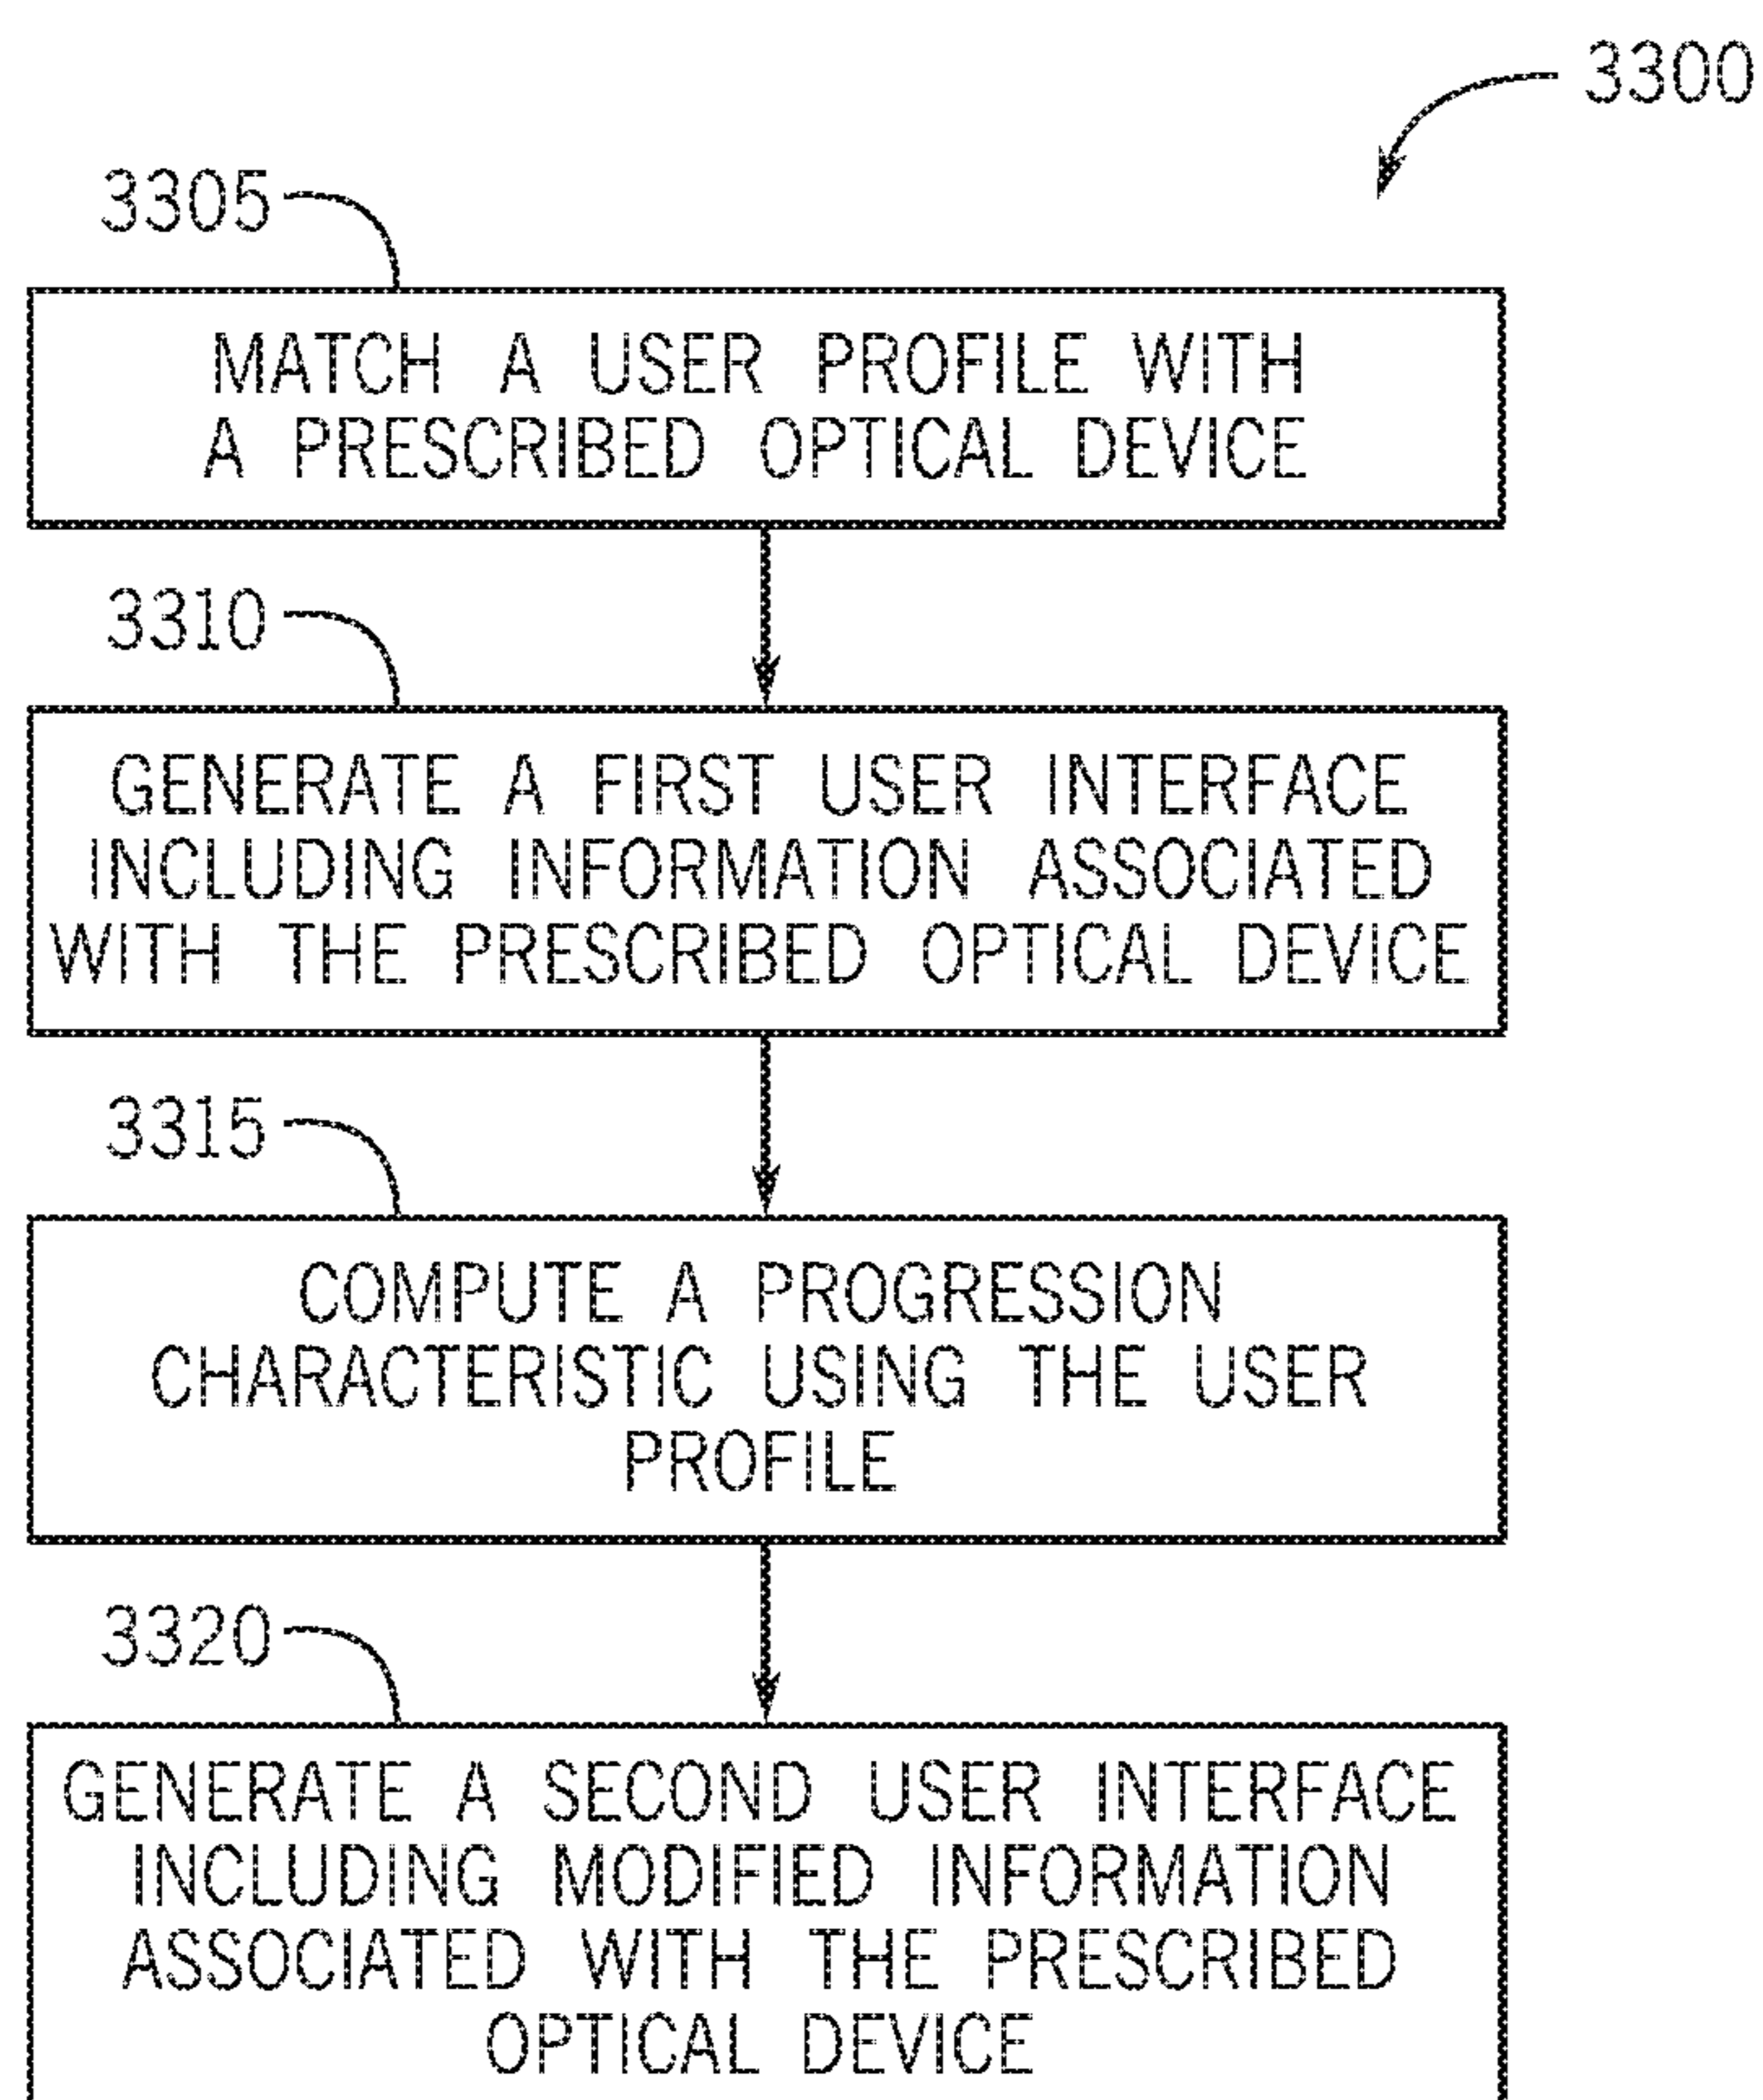 3300
3305
MATCH A USER PROFILE WITH
A PRESCRIBED OPTICAL DEVICE
3310
GENERATE A FIRST USER INTERFACE
INCLUDING INFORMATION ASSOCIATED
WITH THE PRESCRIBED OPTICAL DEVICE
3315
COMPUTE A PROGRESSION
CHARACTERISTIC USING THE USER
PROFILE
3320
GENERATE A SECOND USER INTERFACE
INCLUDING MODIFIED INFORMATION
ASSOCIATED WITH THE PRESCRIBED
OPTICAL DEVICE